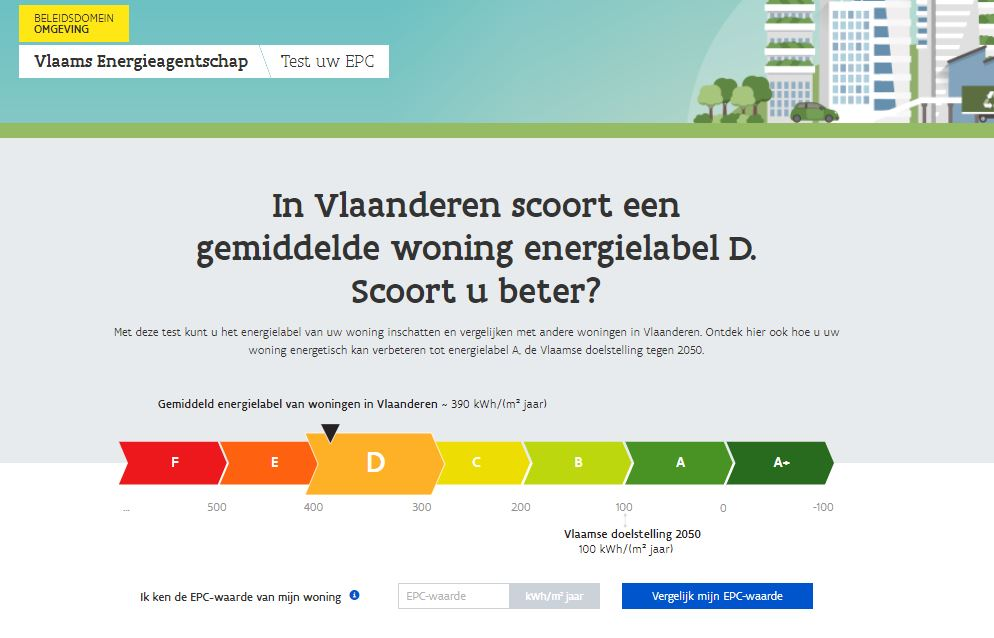 BELEIDSDOMEIN
OMGEVING
Vlaams Energieagentschap Test uw EPC
In Vlaanderen scoort een
gemiddelde woning energielabel D.
Scoort u beter?
Met deze test kunt u het energielabel van uw woning inschatten en vergelijken met andere woningen in Vlaanderen. Ontdek hier ook hoe u uw
woning energetisch kan verbeteren tot energielabel A, de Vlaamse doelstelling tegen 2050.
Gemiddeld energielabel van woningen in Vlaanderen ~ 390 kWh/(m² jaar)
F E D C B A A+
... 500 400 300 200 100 0 -100
Vlaamse doelstelling 2050
100 kWh/(m² jaar)
Ik ken de EPC-waarde van mijn woning i EPC-waarde kWh/m² jaar Vergelijk mijn EPC-waarde